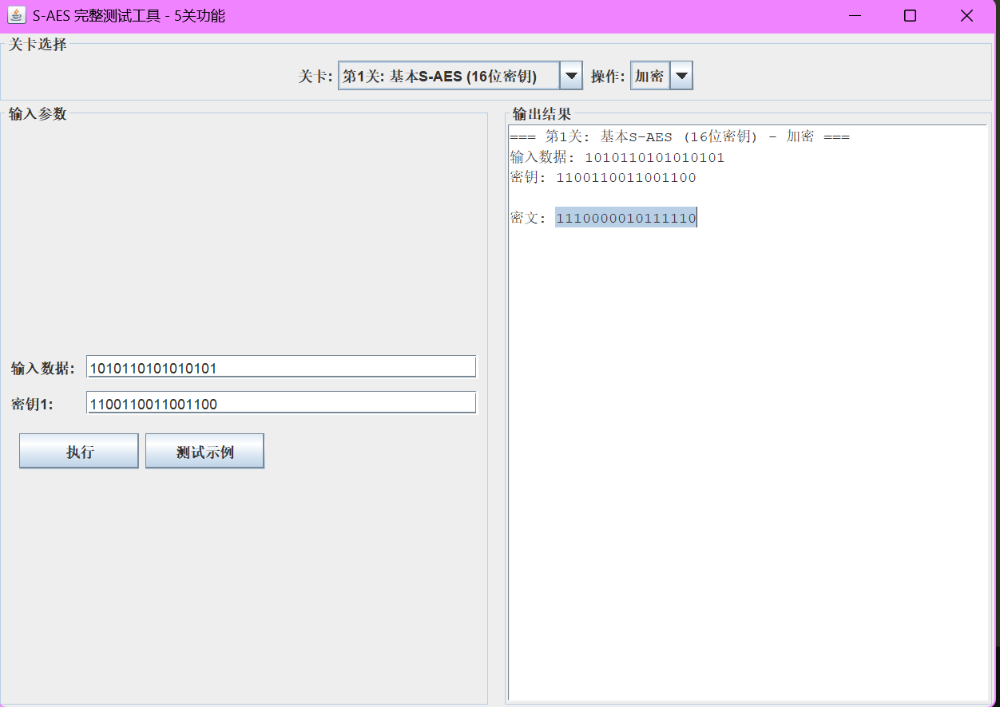 S-AES 完整测试工具 - 5关功能
关卡选择
关卡: 第1关: 基本S-AES (16位密钥) 操作: 加密
输入参数
输入数据: 1010110101010101
密钥1: 1100110011001100
执行 测试示例
输出结果
=== 第1关: 基本S-AES (16位密钥) - 加密 ===
输入数据: 1010110101010101
密钥: 1100110011001100
密文: 1110000010111110